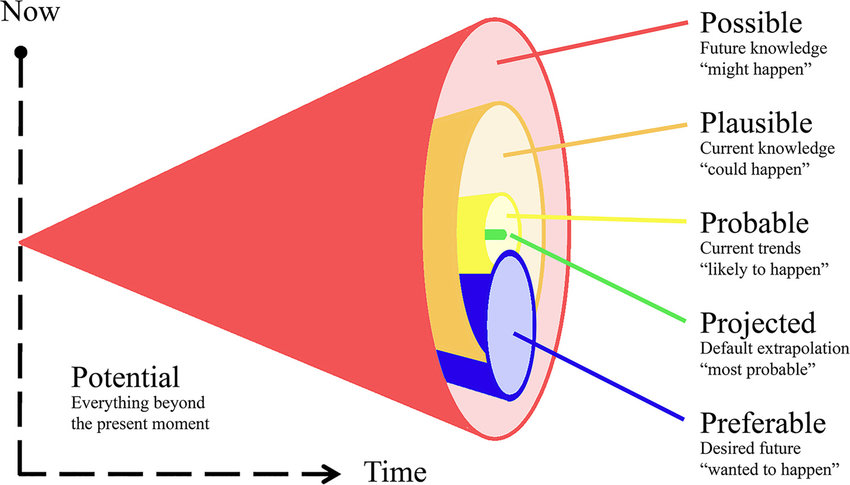 Now
Possible
Future knowledge
“might happen”
Plausible
Current knowledge
“could happen”
Probable
Current trends
“likely to happen”
Projected
Default extrapolation
“most probable”
Potential
Everything beyond
the present moment
Preferable
Desired future
“wanted to happen”
Time